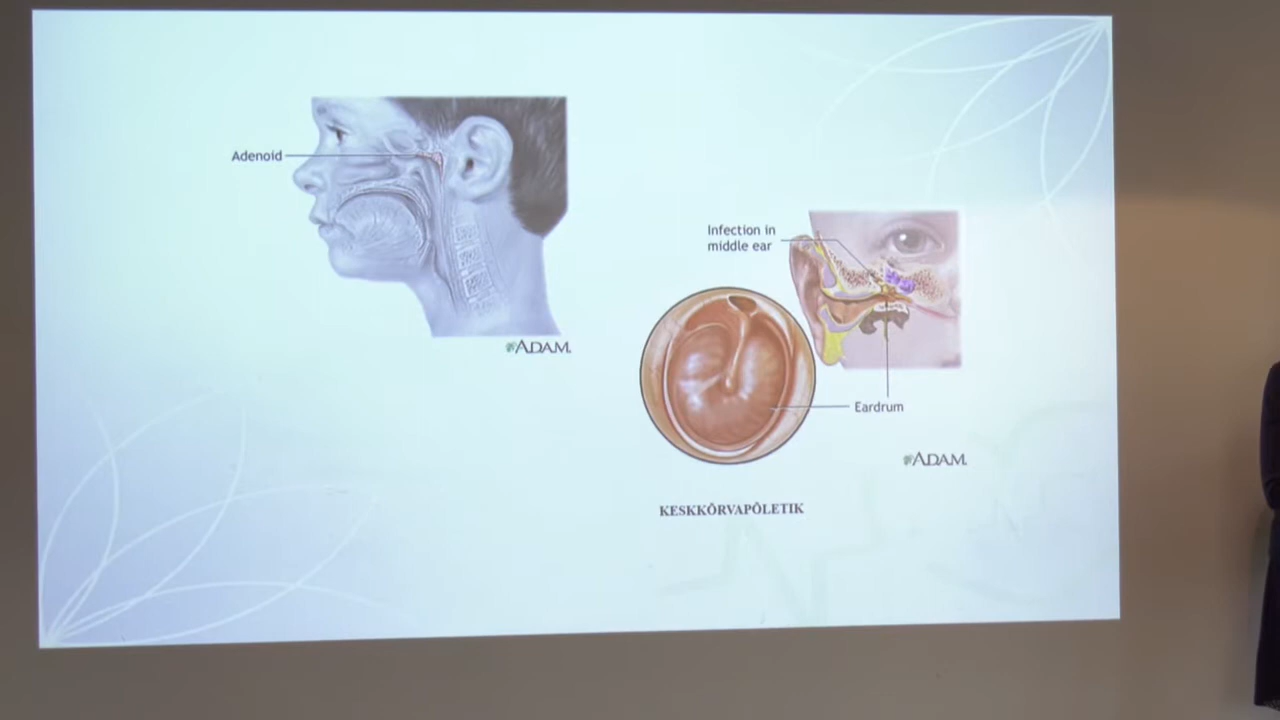 Adenoid
ADAM.
Infection in
middle ear
Eardrum
ADAM.
KESKKÕRVAPÕLETIK